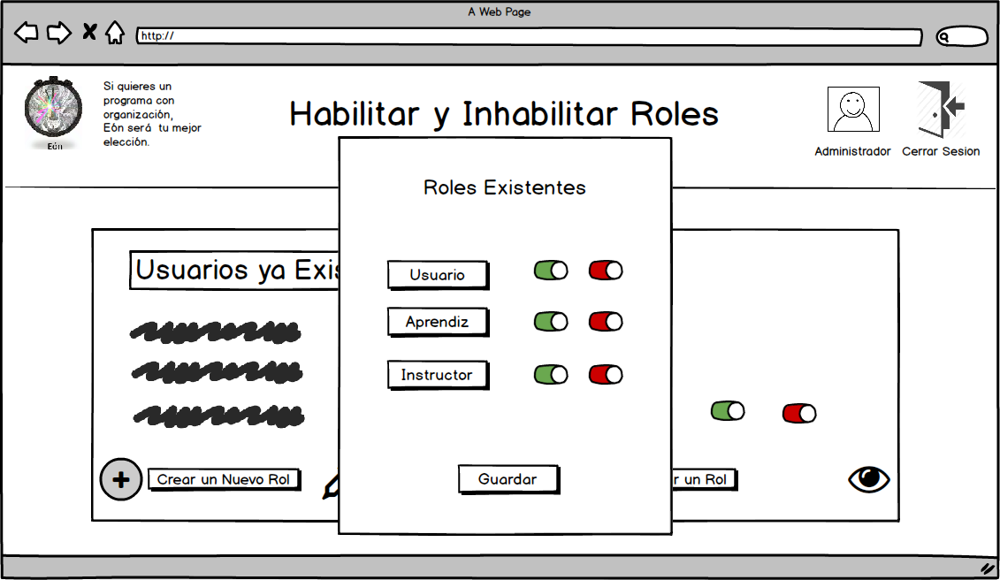 A Web Page
http://
Si quieres un
programa con
organización,
Eón será tu mejor
elección.
Eón
Habilitar y Inhabilitar Roles
Administrador
Cerrar Sesion
Roles Existentes
Usuarios ya Exis
Usuario
Aprendiz
Instructor
Crear un Nuevo Rol
Guardar
r un Rol